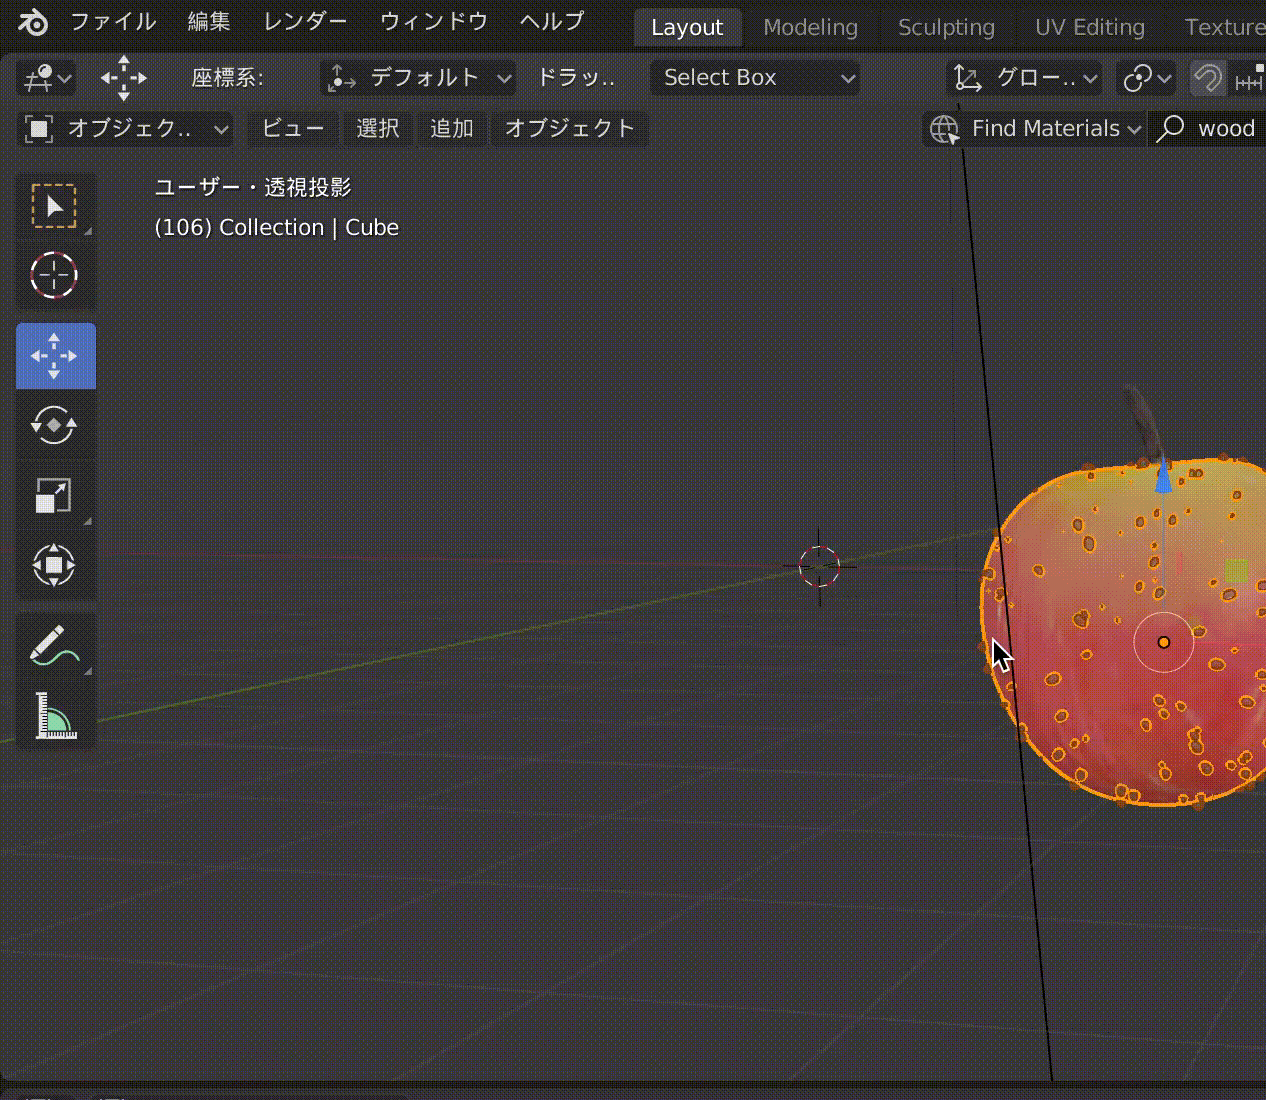 ファイル 編集 レンダー ウィンドウ ヘルプ Layout Modeling Sculpting UV Editing Texture
座標系: デフォルト ドラッ.. Select Box グロー..
オブジェク.. ビュー 選択 追加 オブジェクト Find Materials wood
ユーザー・透視投影
(106) Collection | Cube